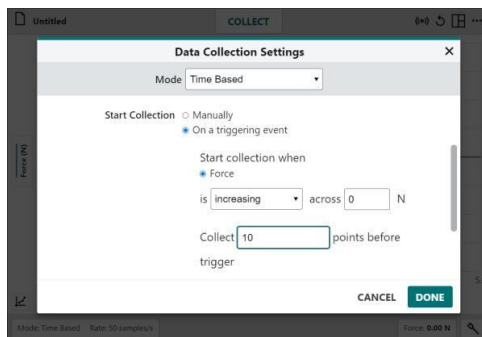 Untitled
COLLECT
Data Collection Settings
Mode Time Based
Start Collection Manually
On a triggering event
Start collection when
Force
is increasing across 0 N
Collect 10 points before
trigger
CANCEL DONE
Force (N)
5.
Mode: Time Based Rate: 50 samples/s
Force: 0.00 N